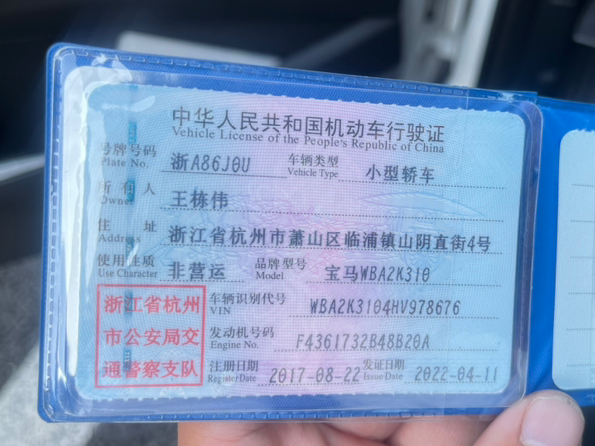 中华人民共和国机动车行驶证
Vehicle License of the People's Republic of China
号牌号码 Plate No. 浙A86J0U 车辆类型 Vehicle Type 小型轿车
所有人 Owner 王栋伟
住址 Address 浙江省杭州市萧山区临浦镇山阴直街4号
使用性质 Use Character 非营运 品牌型号 Model 宝马WBA2K310
浙江省杭州市公安局交通警察支队
车辆识别代号 VIN WBA2K3104HV978676
发动机号码 Engine No. F4361732B48B20A
注册日期 Register Date 2017-08-22 发证日期 Issue Date 2022-04-11